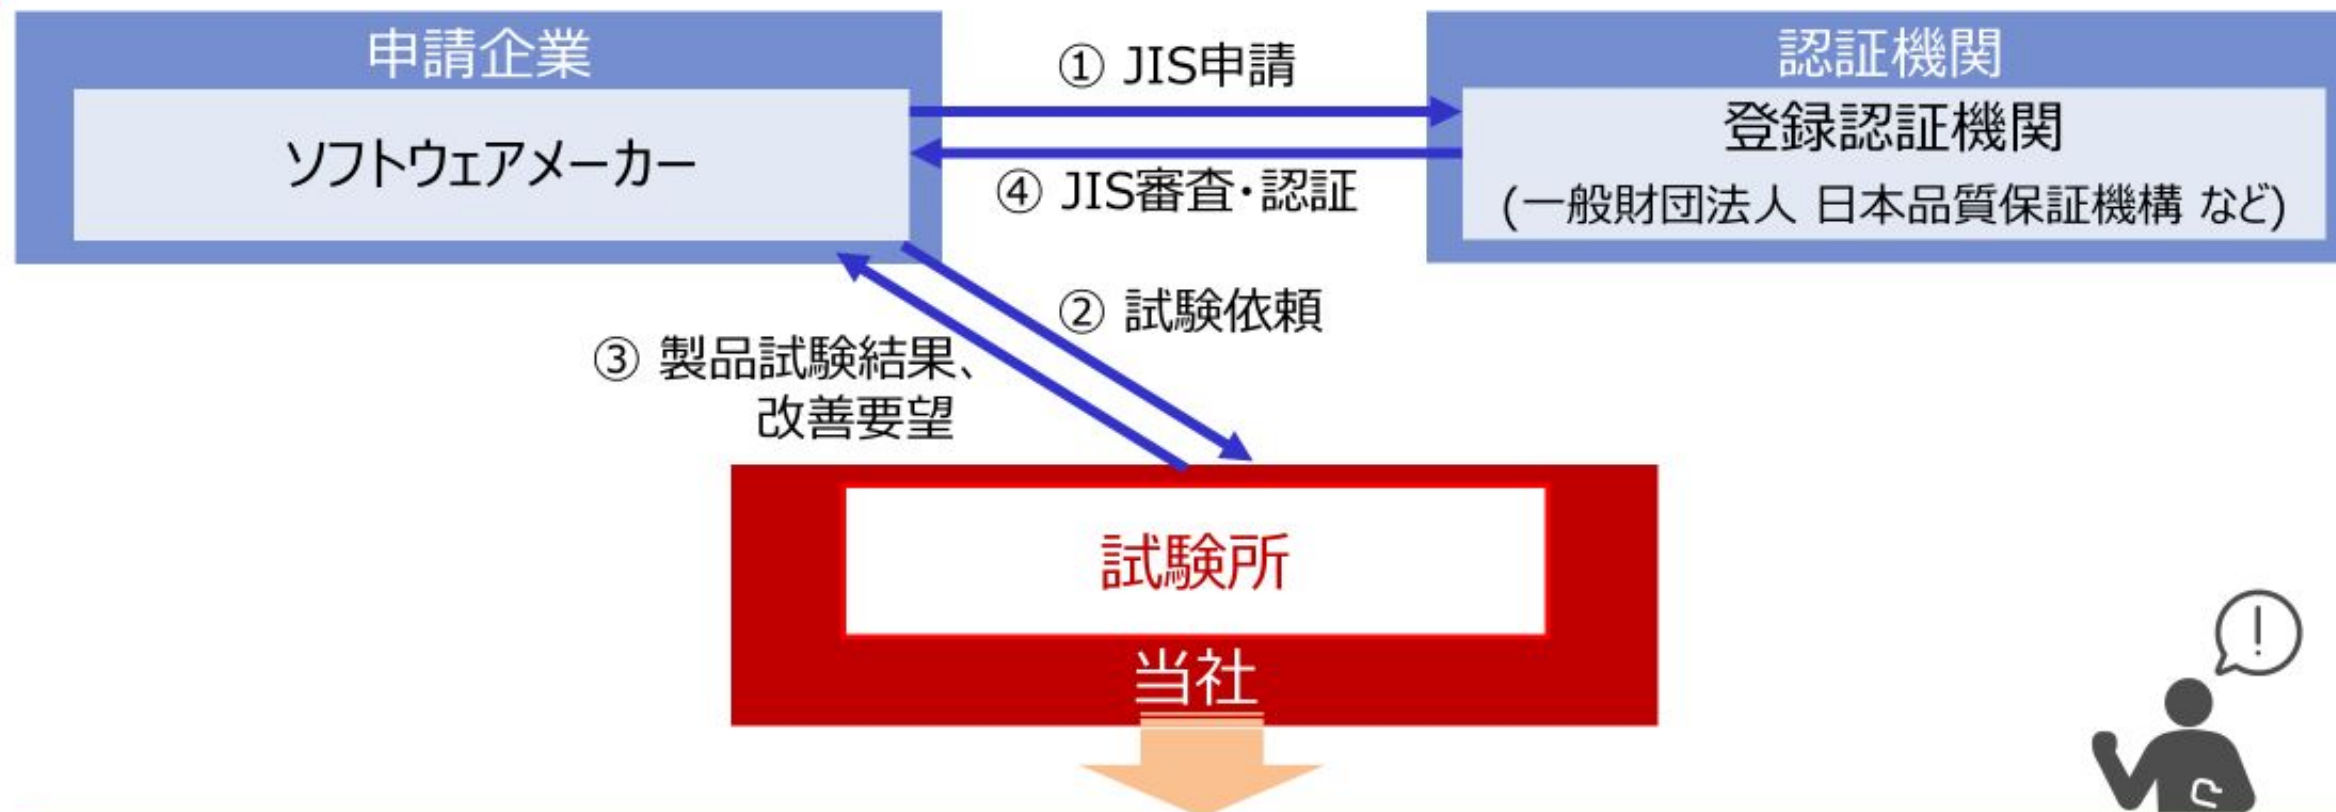 申請企業
ソフトウェアメーカー
① JIS申請
④ JIS審査・認証
認証機関
登録認証機関
(一般財団法人 日本品質保証機構 など)
② 試験依頼
③ 製品試験結果、
改善要望
試験所
当社
!